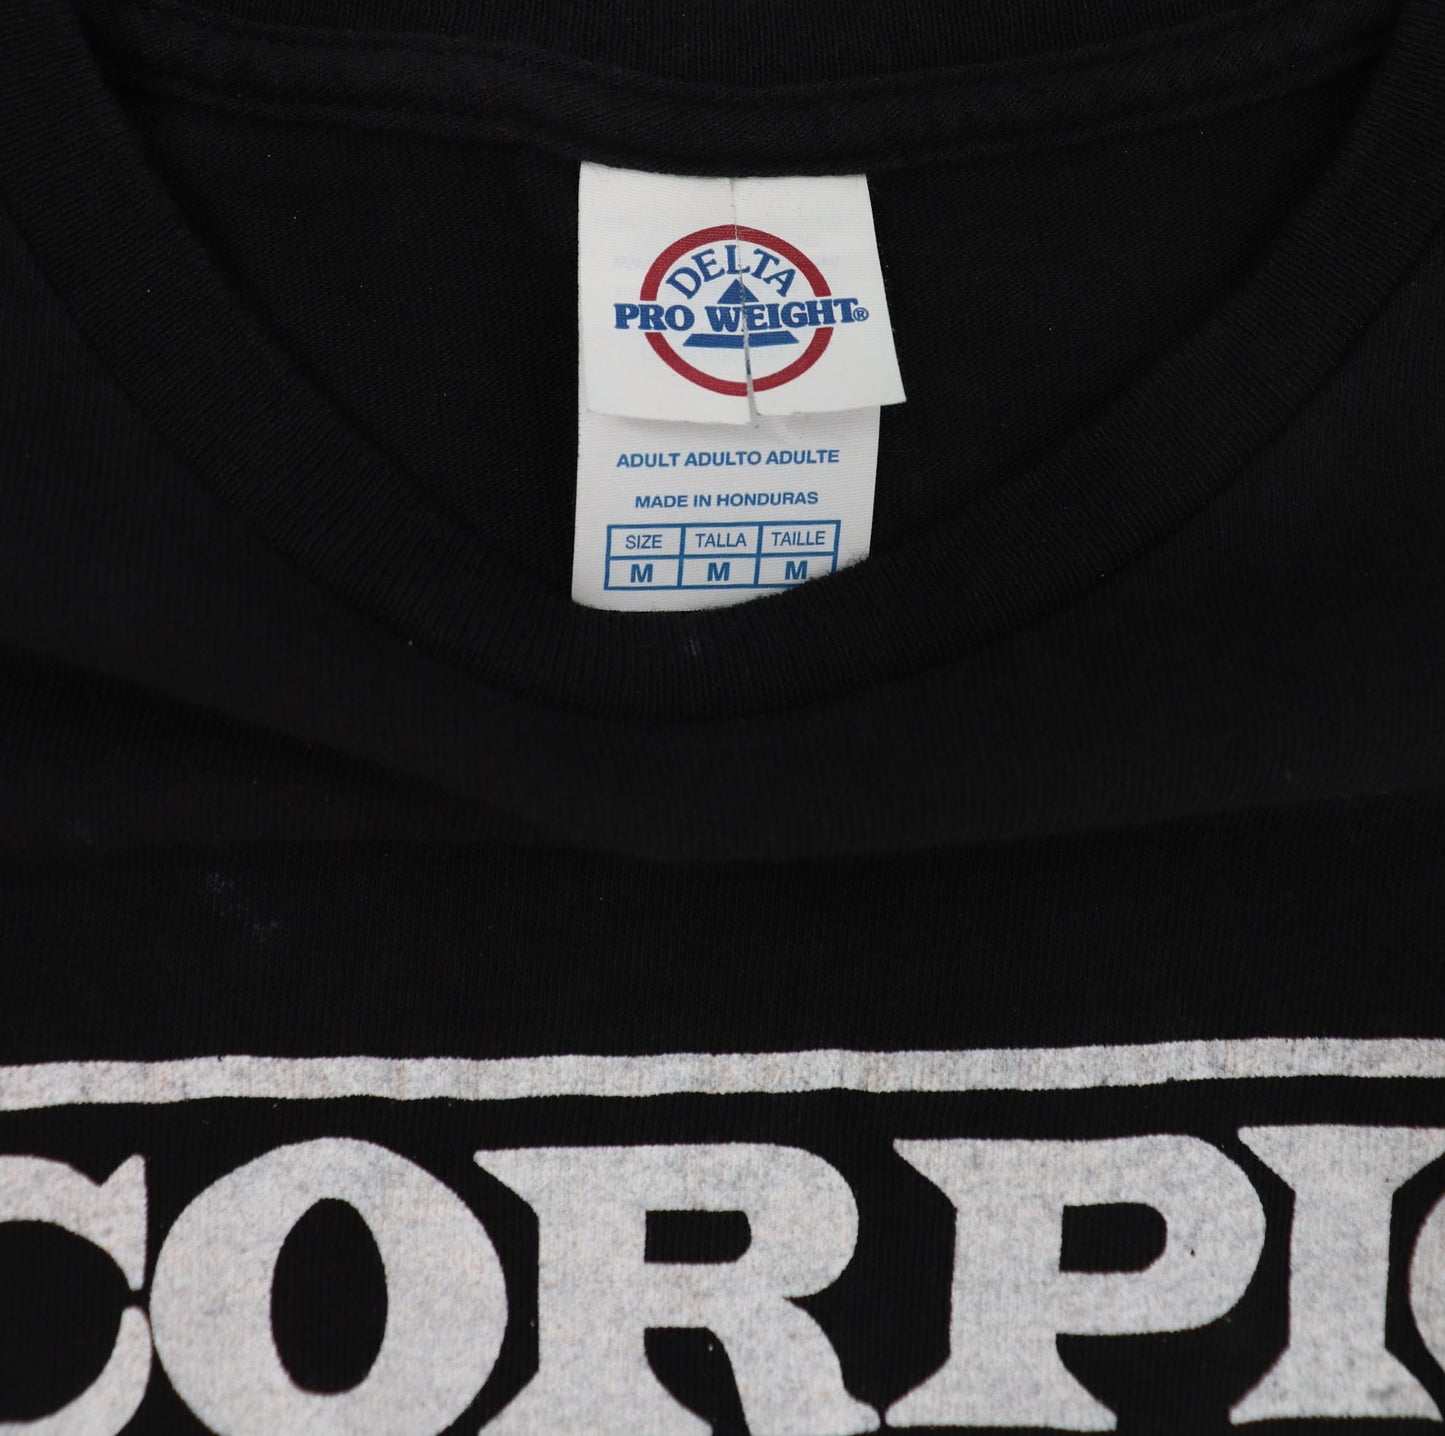 DELTA
PRO WEIGHT®
ADULT ADULTO ADULTE
MADE IN HONDURAS
SIZE TALLA TAILLE
M M M
CORPIO